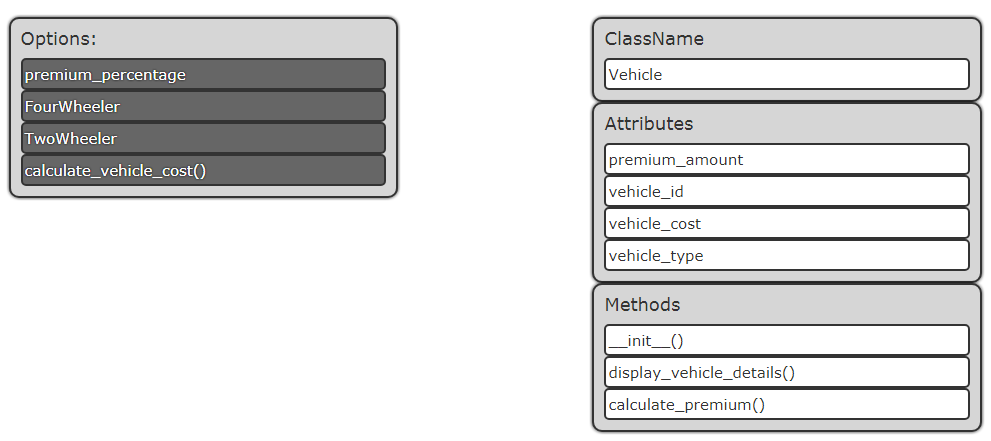 Options:
premium_percentage
FourWheeler
TwoWheeler
calculate_vehicle_cost()
ClassName
Vehicle
Attributes
premium_amount
vehicle_id
vehicle_cost
vehicle_type
Methods
__init__()
display_vehicle_details()
calculate_premium()